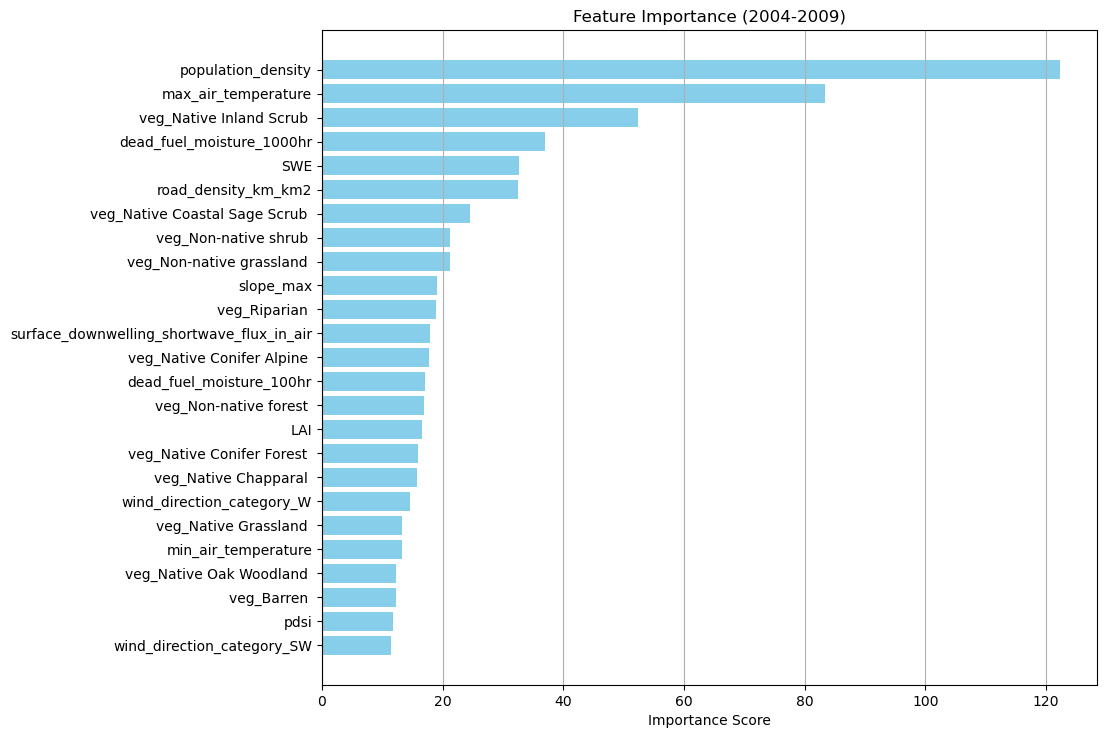 Feature Importance (2004-2009)
population_density
max_air_temperature
veg_Native Inland Scrub
dead_fuel_moisture_1000hr
SWE
road_density_km_km2
veg_Native Coastal Sage Scrub
veg_Non-native shrub
veg_Non-native grassland
slope_max
veg_Riparian
surface_downwelling_shortwave_flux_in_air
veg_Native Conifer Alpine
dead_fuel_moisture_100hr
veg_Non-native forest
LAI
veg_Native Conifer Forest
veg_Native Chapparal
wind_direction_category_W
veg_Native Grassland
min_air_temperature
veg_Native Oak Woodland
veg_Barren
pdsi
wind_direction_category_SW
0 20 40 60 80 100 120
Importance Score